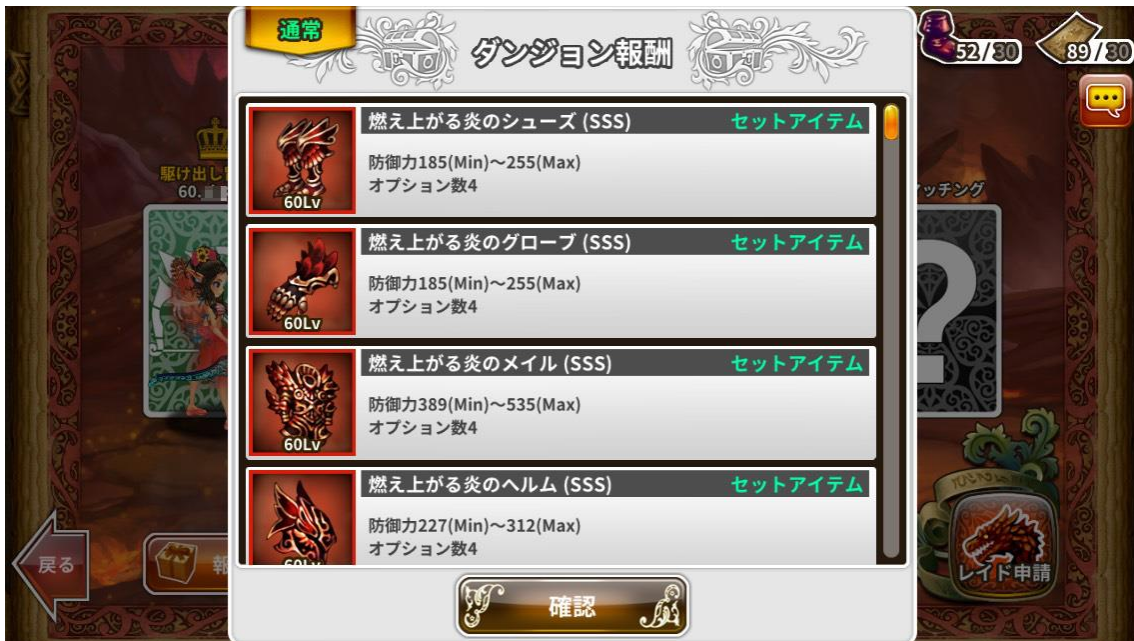 通常
ダンジョン報酬
52/30
89/30
燃え上がる炎のシューズ (SSS) セットアイテム
防御力185(Min)～255(Max)
オプション数4
60Lv
燃え上がる炎のグローブ (SSS) セットアイテム
防御力185(Min)～255(Max)
オプション数4
60Lv
燃え上がる炎のメイル (SSS) セットアイテム
防御力389(Min)～535(Max)
オプション数4
60Lv
燃え上がる炎のヘルム (SSS) セットアイテム
防御力227(Min)～312(Max)
オプション数4
60Lv
駆け出し
60.
マッチング
?
戻る
報
レイド申請
確認